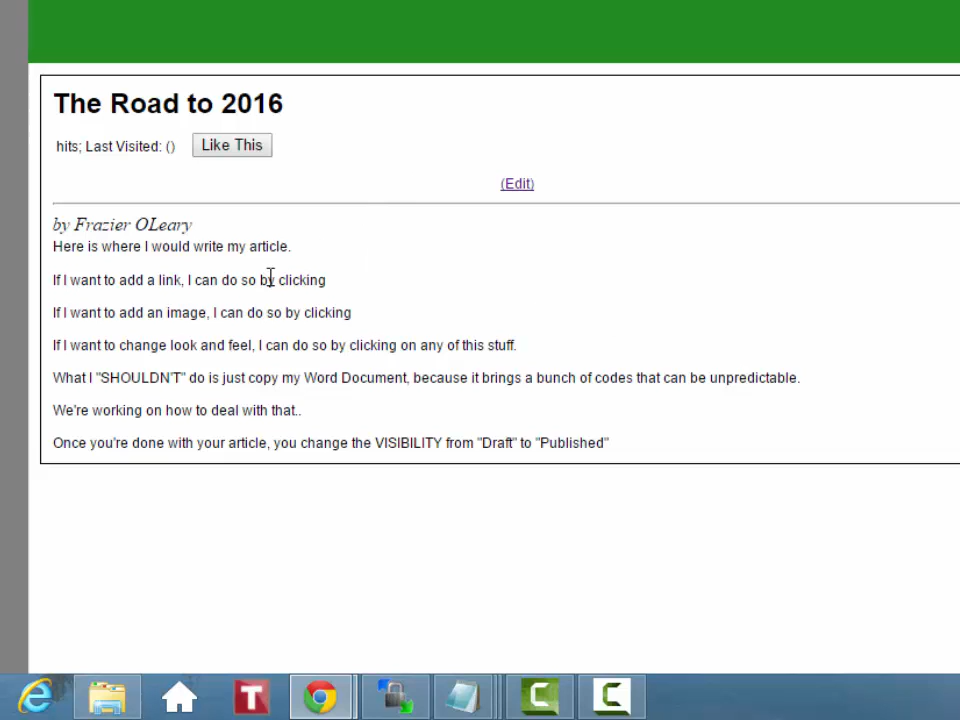 The Road to 2016
hits; Last Visited: () Like This
(Edit)
by Frazier OLeary
Here is where I would write my article.
If I want to add a link, I can do so by clicking
If I want to add an image, I can do so by clicking
If I want to change look and feel, I can do so by clicking on any of this stuff.
What I "SHOULDN'T" do is just copy my Word Document, because it brings a bunch of codes that can be unpredictable.
We're working on how to deal with that..
Once you're done with your article, you change the VISIBILITY from "Draft" to "Published"
T C C